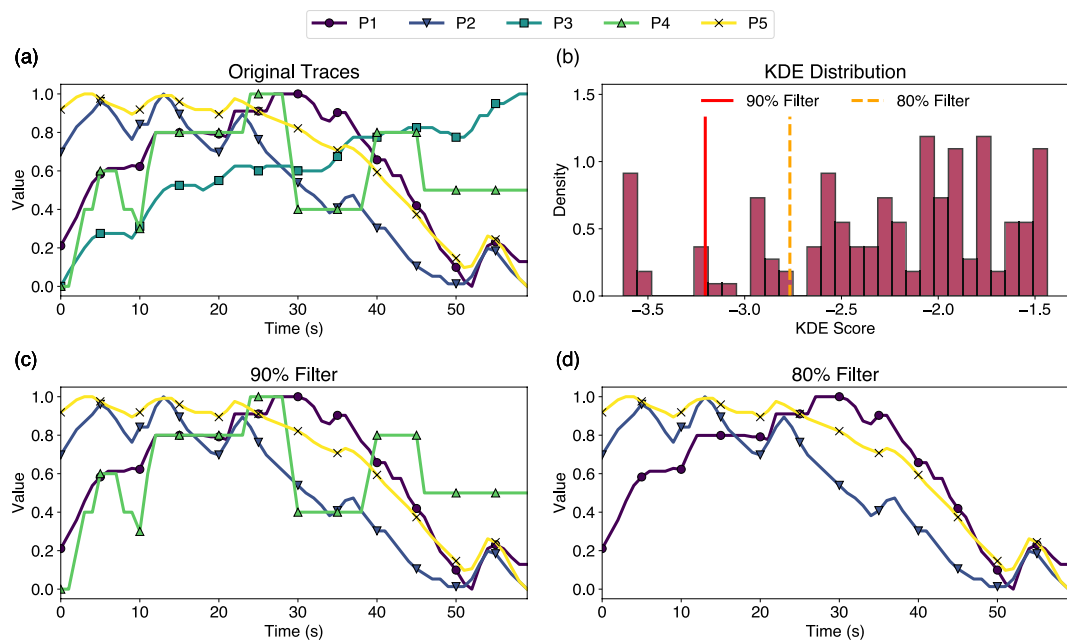 P1 P2 P3 P4 P5
(a) Original Traces
1.0
0.8
0.6
0.4
0.2
0.0
Value
0 10 20 30 40 50
Time (s)
(b) KDE Distribution
90% Filter 80% Filter
1.5
1.0
0.5
0.0
Density
−3.5 −3.0 −2.5 −2.0 −1.5
KDE Score
(c) 90% Filter
1.0
0.8
0.6
0.4
0.2
0.0
Value
0 10 20 30 40 50
Time (s)
(d) 80% Filter
1.0
0.8
0.6
0.4
0.2
0.0
Value
0 10 20 30 40 50
Time (s)